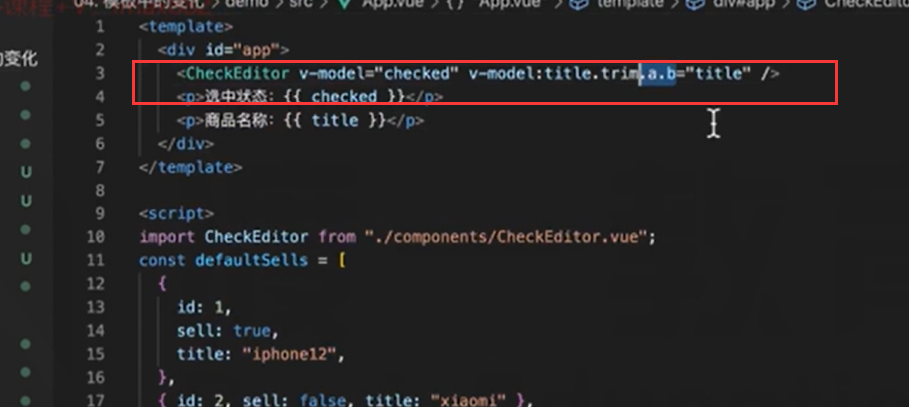 04. 模板中的变化 > demo > src > App.vue > {} "App.vue" > template > div#app > CheckEditor
的变化
U
U
U
1 <template>
2 <div id="app">
3 <CheckEditor v-model="checked" v-model:title.trim.a.b="title" />
4 <p>选中状态：{{ checked }}</p>
5 <p>商品名称：{{ title }}</p>
6 </div>
7 </template>
8
9 <script>
10 import CheckEditor from "./components/CheckEditor.vue";
11 const defaultSells = [
12 {
13 id: 1,
14 sell: true,
15 title: "iphone12",
16 },
17 { id: 2, sell: false, title: "xiaomi" },